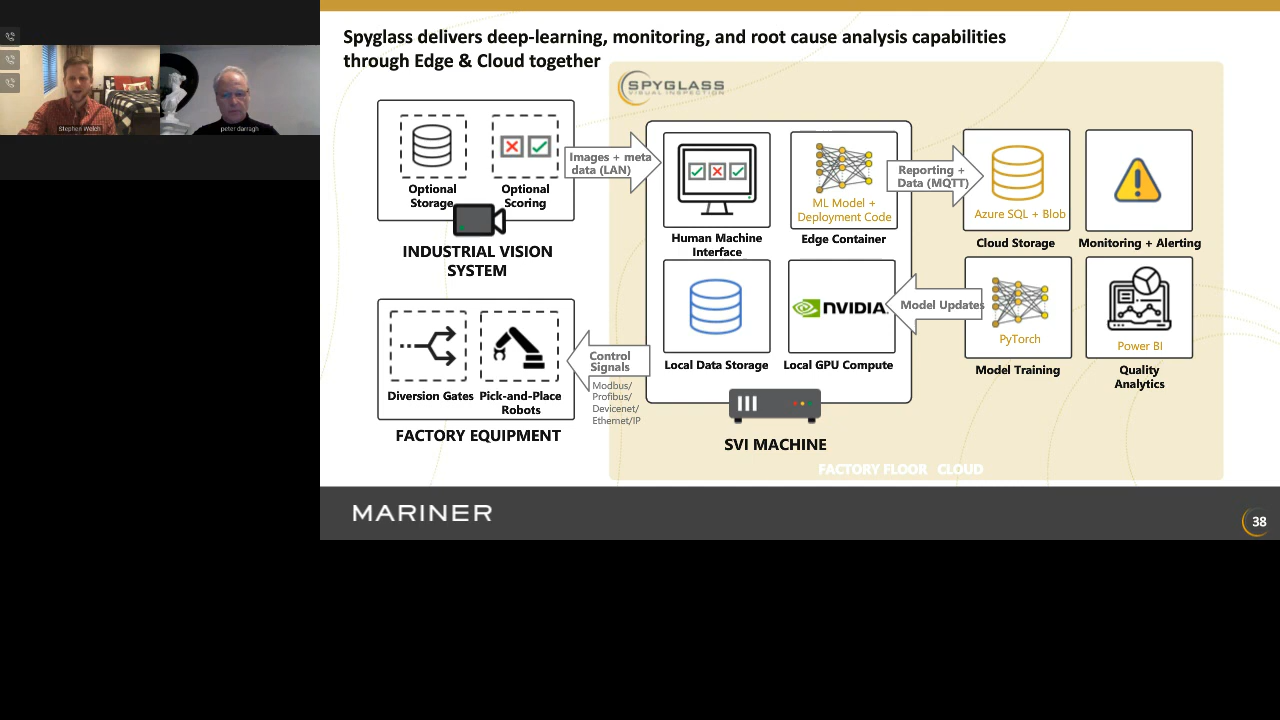 Stephen Welch
peter darragh
Spyglass delivers deep-learning, monitoring, and root cause analysis capabilities
through Edge & Cloud together
SPYGLASS
VISUAL INSPECTION
Optional
Storage
Optional
Scoring
INDUSTRIAL VISION
SYSTEM
Images + meta
data (LAN)
Human Machine
Interface
ML Model +
Deployment Code
Edge Container
Reporting +
Data (MQTT)
Azure SQL + Blob
Cloud Storage
Monitoring + Alerting
Diversion Gates
Pick-and-Place
Robots
FACTORY EQUIPMENT
Control
Signals
Modbus/
Profibus/
Devicenet/
Ethernet/IP
Local Data Storage
NVIDIA.
Local GPU Compute
Model Updates
PyTorch
Model Training
Power BI
Quality
Analytics
SVI MACHINE
FACTORY FLOOR CLOUD
MARINER
38